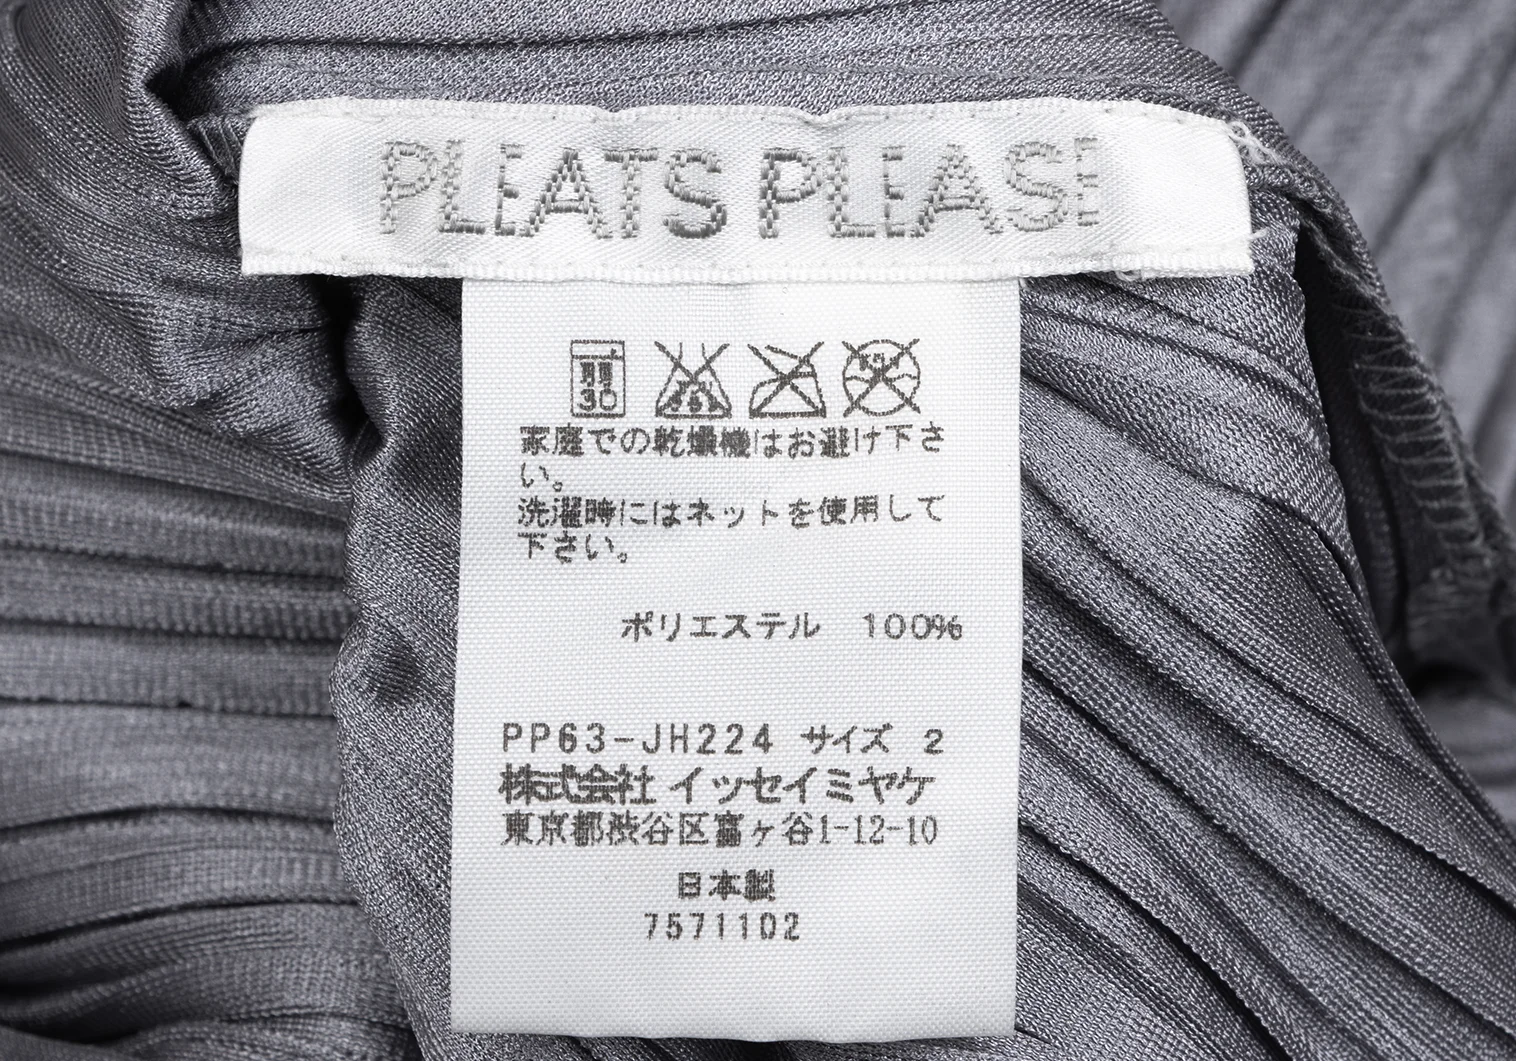 PLEATS PLEASE
30
家庭での乾燥機はお避け下さ
い。
洗濯時にはネットを使用して
下さい。
ポリエステル 100%
PP63-JH224 サイズ 2
株式会社 イッセイミヤケ
東京都渋谷区富ヶ谷1-12-10
日本製
7571102